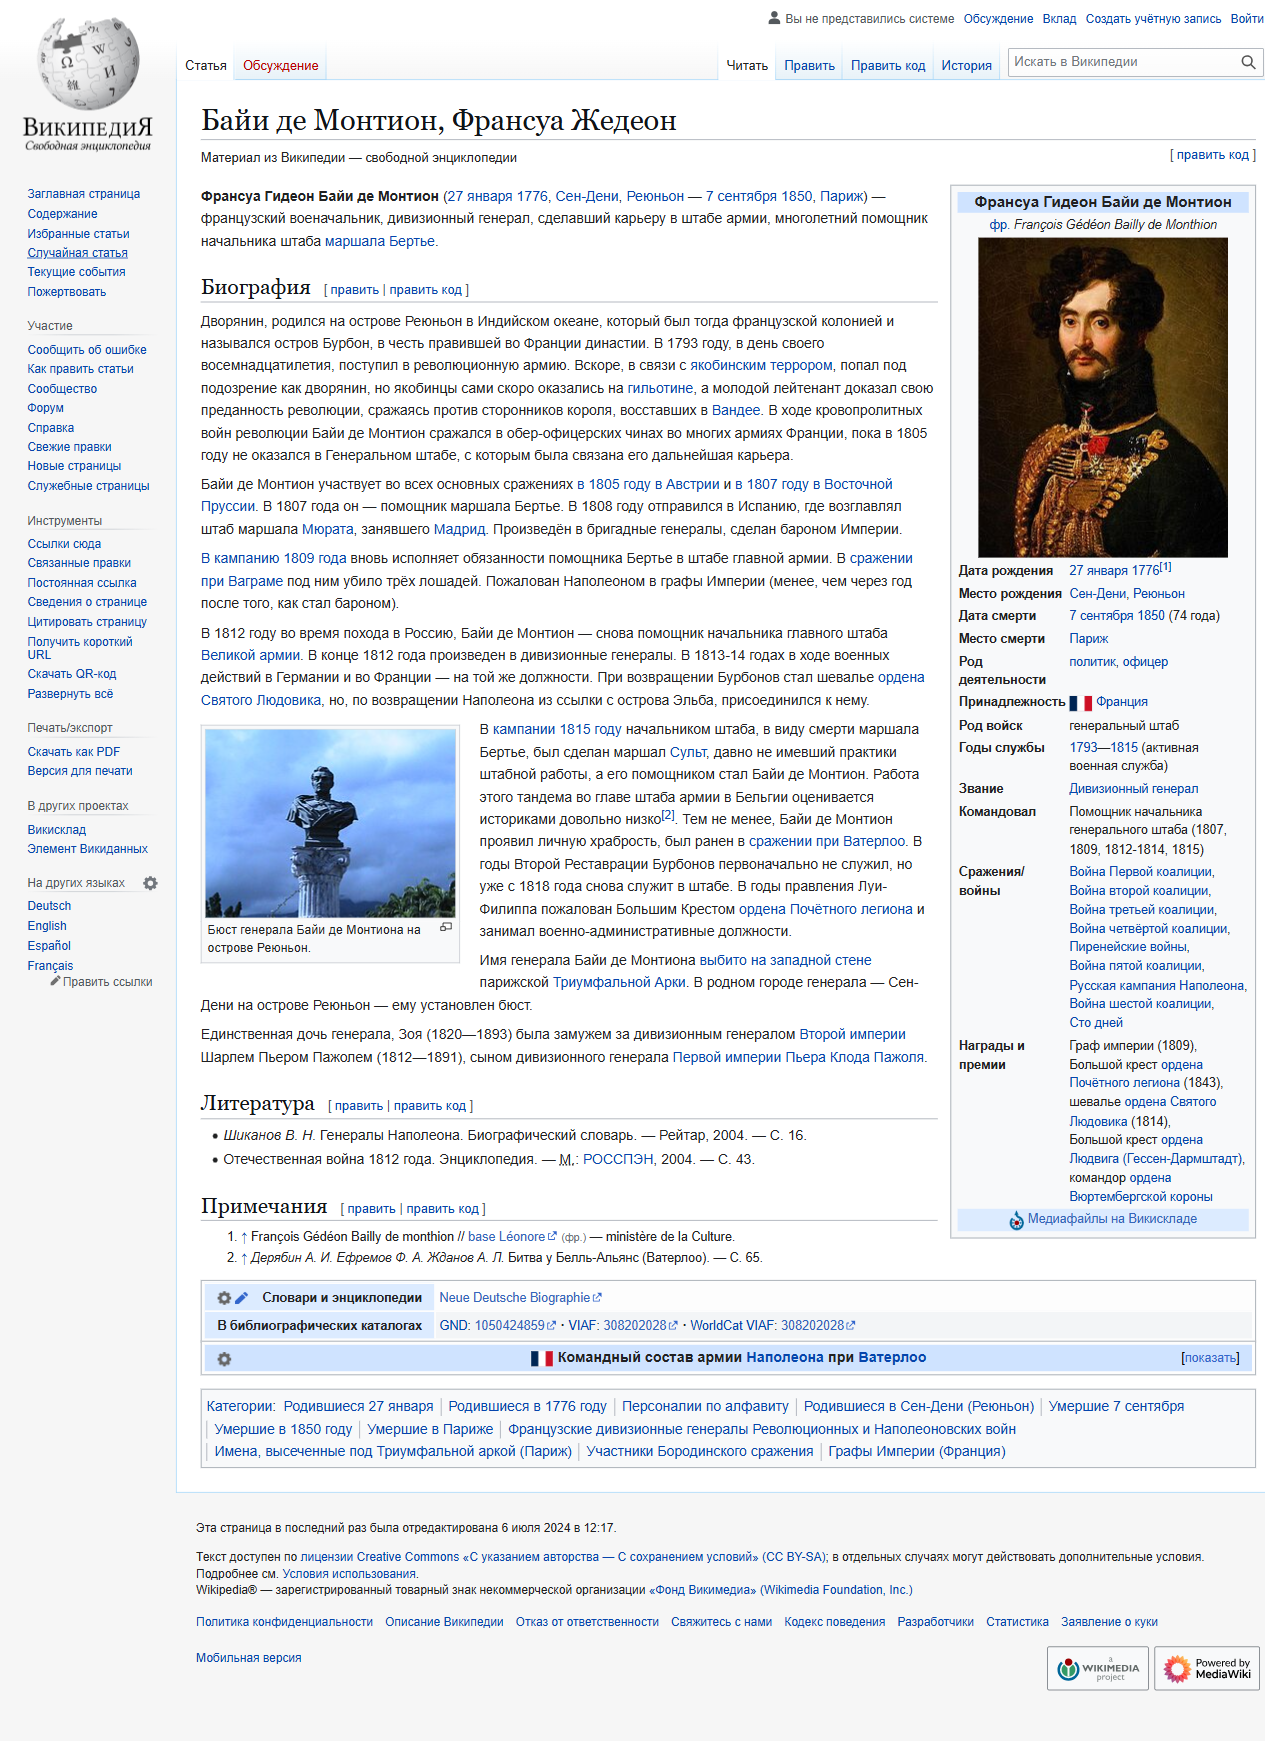 Вы не представились системе Обсуждение Вклад Создать учётную запись Войти
Статья Обсуждение Читать Править Править код История Искать в Википедии
ВИКИПЕДИЯ
Свободная энциклопедия
Заглавная страница
Содержание
Избранные статьи
Случайная статья
Текущие события
Пожертвовать
Участие
Сообщить об ошибке
Как править статьи
Сообщество
Форум
Справка
Свежие правки
Новые страницы
Служебные страницы
Инструменты
Ссылки сюда
Связанные правки
Постоянная ссылка
Сведения о странице
Цитировать страницу
Получить короткий
URL
Скачать QR-код
Развернуть всё
Печать/экспорт
Скачать как PDF
Версия для печати
В других проектах
Викисклад
Элемент Викиданных
На других языках
Deutsch
English
Español
Français
Править ссылки
Байи де Монтион, Франсуа Жедеон
Материал из Википедии — свободной энциклопедии
[ править код ]
Франсуа Гидеон Байи де Монтион (27 января 1776, Сен-Дени, Реюньон — 7 сентября 1850, Париж) —
французский военачальник, дивизионный генерал, сделавший карьеру в штабе армии, многолетний помощник
начальника штаба маршала Бертье.
Биография [ править | править код ]
Дворянин, родился на острове Реюньон в Индийском океане, который был тогда французской колонией и
назывался остров Бурбон, в честь правившей во Франции династии. В 1793 году, в день своего
восемнадцатилетия, поступил в революционную армию. Вскоре, в связи с якобинским террором, попал под
подозрение как дворянин, но якобинцы сами скоро оказались на гильотине, а молодой лейтенант доказал свою
преданность революции, сражаясь против сторонников короля, восставших в Вандее. В ходе кровопролитных
войн революции Байи де Монтион сражался в обер-офицерских чинах во многих армиях Франции, пока в 1805
году не оказался в Генеральном штабе, с которым была связана его дальнейшая карьера.
Байи де Монтион участвует во всех основных сражениях в 1805 году в Австрии и в 1807 году в Восточной
Пруссии. В 1807 года он — помощник маршала Бертье. В 1808 году отправился в Испанию, где возглавлял
штаб маршала Мюрата, занявшего Мадрид. Произведён в бригадные генералы, сделан бароном Империи.
В кампанию 1809 года вновь исполняет обязанности помощника Бертье в штабе главной армии. В сражении
при Ваграме под ним убило трёх лошадей. Пожалован Наполеоном в графы Империи (менее, чем через год
после того, как стал бароном).
В 1812 году во время похода в Россию, Байи де Монтион — снова помощник начальника главного штаба
Великой армии. В конце 1812 года произведен в дивизионные генералы. В 1813-14 годах в ходе военных
действий в Германии и во Франции — на той же должности. При возвращении Бурбонов стал шевалье ордена
Святого Людовика, но, по возвращении Наполеона из ссылки с острова Эльба, присоединился к нему.
Бюст генерала Байи де Монтиона на
острове Реюньон.
В кампании 1815 году начальником штаба, в виду смерти маршала
Бертье, был сделан маршал Сульт, давно не имевший практики
штабной работы, а его помощником стал Байи де Монтион. Работа
этого тандема во главе штаба армии в Бельгии оценивается
историками довольно низко[2]. Тем не менее, Байи де Монтион
проявил личную храбрость, был ранен в сражении при Ватерлоо. В
годы Второй Реставрации Бурбонов первоначально не служил, но
уже с 1818 года снова служит в штабе. В годы правления Луи-
Филиппа пожалован Большим Крестом ордена Почётного легиона и
занимал военно-административные должности.
Имя генерала Байи де Монтиона выбито на западной стене
парижской Триумфальной Арки. В родном городе генерала — Сен-
Дени на острове Реюньон — ему установлен бюст.
Единственная дочь генерала, Зоя (1820—1893) была замужем за дивизионным генералом Второй империи
Шарлем Пьером Пажолем (1812—1891), сыном дивизионного генерала Первой империи Пьера Клода Пажоля.
Литература [ править | править код ]
• Шиканов В. Н. Генералы Наполеона. Биографический словарь. — Рейтар, 2004. — С. 16.
• Отечественная война 1812 года. Энциклопедия. — М.: РОССПЭН, 2004. — С. 43.
Примечания [ править | править код ]
1. ↑ François Gédéon Bailly de monthion // base Léonore (фр.) — ministère de la Culture.
2. ↑ Дерябин А. И. Ефремов Ф. А. Жданов А. Л. Битва у Белль-Альянс (Ватерлоо). — С. 65.
Франсуа Гидеон Байи де Монтион
фр. François Gédéon Bailly de Monthion
Дата рождения 27 января 1776[1]
Место рождения Сен-Дени, Реюньон
Дата смерти 7 сентября 1850 (74 года)
Место смерти Париж
Род
деятельности политик, офицер
Принадлежность Франция
Род войск генеральный штаб
Годы службы 1793—1815 (активная
военная служба)
Звание Дивизионный генерал
Командовал Помощник начальника
генерального штаба (1807,
1809, 1812-1814, 1815)
Сражения/
войны Война Первой коалиции,
Война второй коалиции,
Война третьей коалиции,
Война четвёртой коалиции,
Пиренейские войны,
Война пятой коалиции,
Русская кампания Наполеона,
Война шестой коалиции,
Сто дней
Награды и
премии Граф империи (1809),
Большой крест ордена
Почётного легиона (1843),
шевалье ордена Святого
Людовика (1814),
Большой крест ордена
Людвига (Гессен-Дармштадт),
командор ордена
Вюртембергской короны
Медиафайлы на Викискладе
Словари и энциклопедии Neue Deutsche Biographie
В библиографических каталогах GND: 1050424859 · VIAF: 308202028 · WorldCat VIAF: 308202028
Командный состав армии Наполеона при Ватерлоо [показать]
Категории: Родившиеся 27 января | Родившиеся в 1776 году | Персоналии по алфавиту | Родившиеся в Сен-Дени (Реюньон) | Умершие 7 сентября
| Умершие в 1850 году | Умершие в Париже | Французские дивизионные генералы Революционных и Наполеоновских войн
| Имена, высеченные под Триумфальной аркой (Париж) | Участники Бородинского сражения | Графы Империи (Франция)
Эта страница в последний раз была отредактирована 6 июля 2024 в 12:17.
Текст доступен по лицензии Creative Commons «С указанием авторства — С сохранением условий» (CC BY-SA); в отдельных случаях могут действовать дополнительные условия.
Подробнее см. Условия использования.
Wikipedia® — зарегистрированный товарный знак некоммерческой организации «Фонд Викимедиа» (Wikimedia Foundation, Inc.)
Политика конфиденциальности Описание Википедии Отказ от ответственности Свяжитесь с нами Кодекс поведения Разработчики Статистика Заявление о куки
Мобильная версия
a WIKIMEDIA project
Powered by MediaWiki